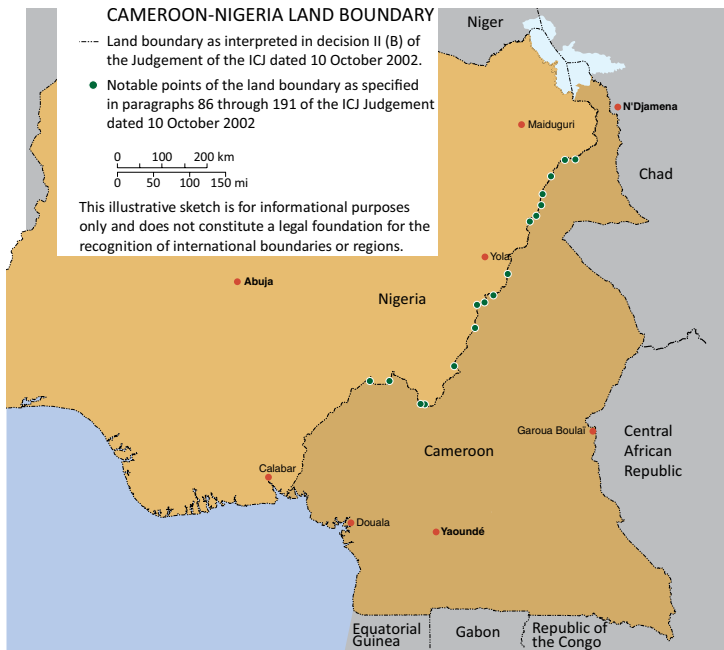 CAMEROON-NIGERIA LAND BOUNDARY
Land boundary as interpreted in decision II (B) of
the Judgement of the ICJ dated 10 October 2002.
Notable points of the land boundary as specified
in paragraphs 86 through 191 of the ICJ Judgement
dated 10 October 2002
0 100 200 km
0 50 100 150 mi
This illustrative sketch is for informational purposes
only and does not constitute a legal foundation for the
recognition of international boundaries or regions.
Niger
N'Djamena
Maiduguri
Chad
Yola
Abuja
Nigeria
Garoua Boulaï
Central
African
Republic
Cameroon
Calabar
Douala
Yaoundé
Equatorial
Guinea
Gabon
Republic of
the Congo